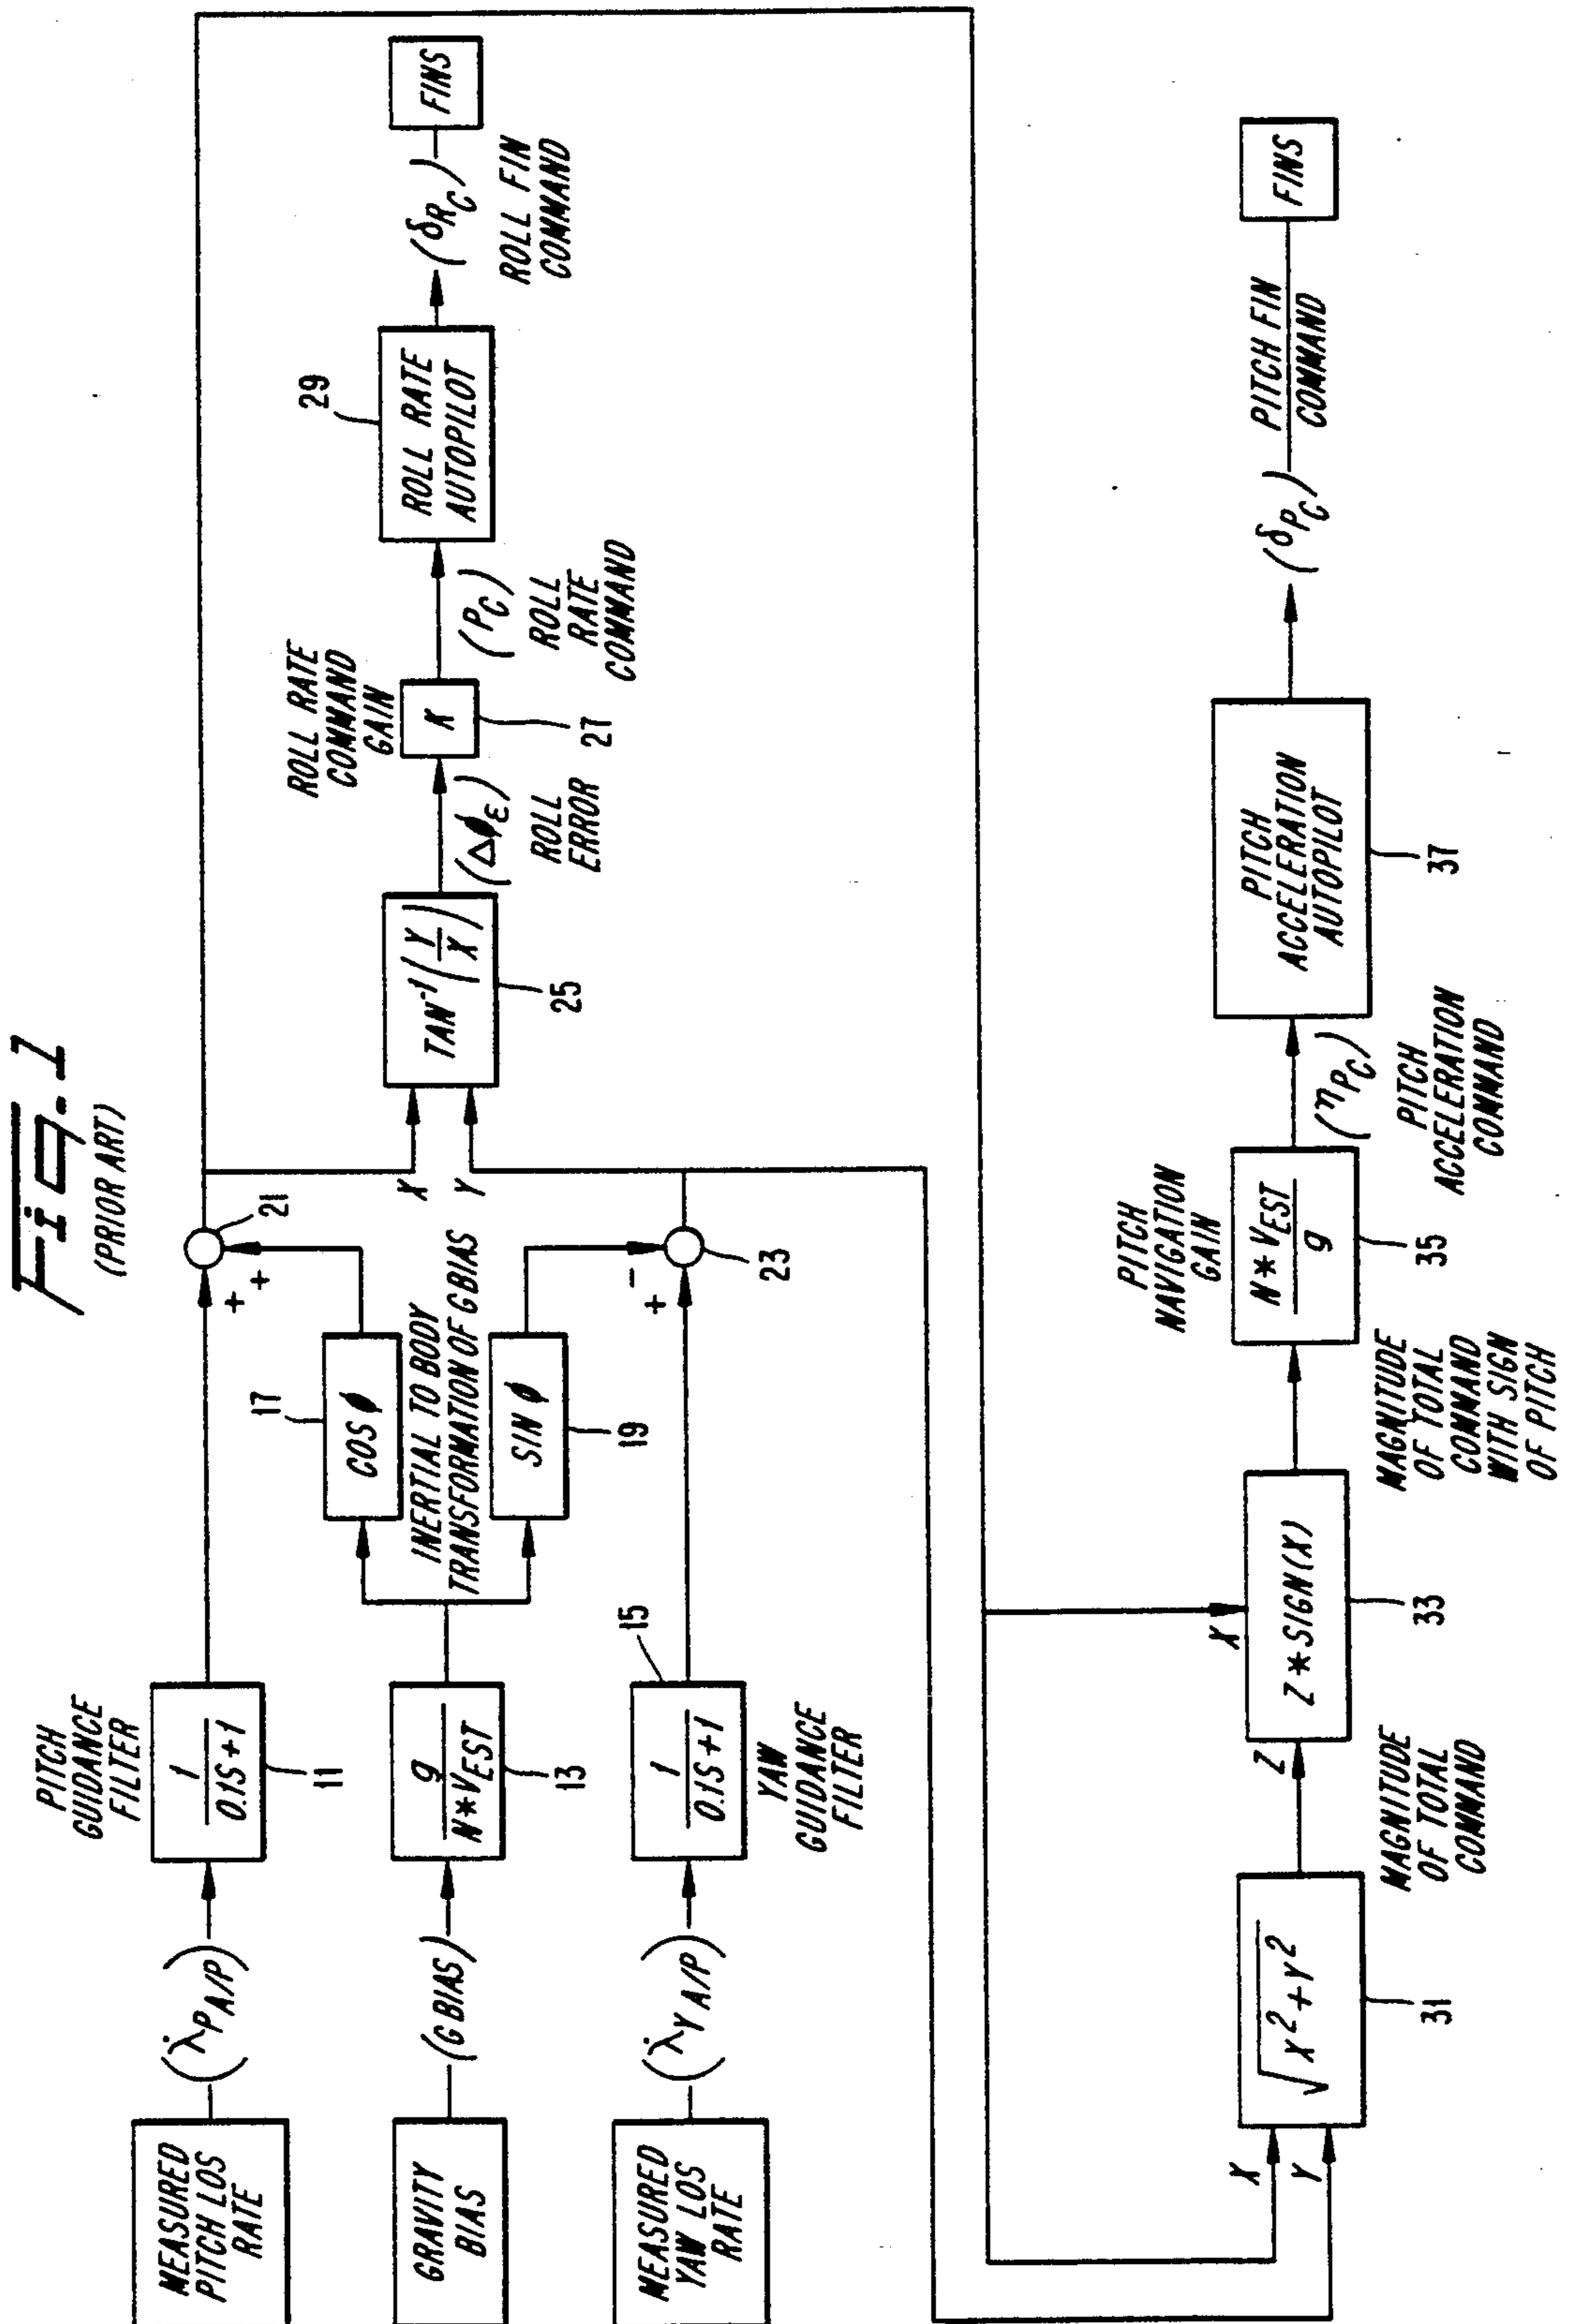 Fig. 1
(PRIOR ART)
MEASURED
PITCH LOS
RATE
(λ̇P A/P)
PITCH
GUIDANCE
FILTER
1
0.1S+1
11
+
+
21
GRAVITY
BIAS
(G BIAS)
g
N*VEST
13
17
COS ϕ
INERTIAL TO BODY
TRANSFORMATION OF G BIAS
SIN ϕ
19
MEASURED
YAW LOS
RATE
(λ̇Y A/P)
15
1
0.1S+1
YAW
GUIDANCE
FILTER
+
−
23
X
Y
TAN⁻¹(Y/X)
25
(Δϕε)
ROLL
ERROR
ROLL RATE
COMMAND
GAIN
K
27
(PC)
ROLL
RATE
COMMAND
29
ROLL RATE
AUTOPILOT
(δRC)
ROLL FIN
COMMAND
FINS
X
Y
√X²+Y²
31
MAGNITUDE
OF TOTAL
COMMAND
Z
X
Z*SIGN(X)
33
MAGNITUDE
OF TOTAL
COMMAND
WITH SIGN
OF PITCH
PITCH
NAVIGATION
GAIN
N*VEST
g
35
(ηPC)
PITCH
ACCELERATION
COMMAND
PITCH
ACCELERATION
AUTOPILOT
37
(δPC)
PITCH FIN
COMMAND
FINS